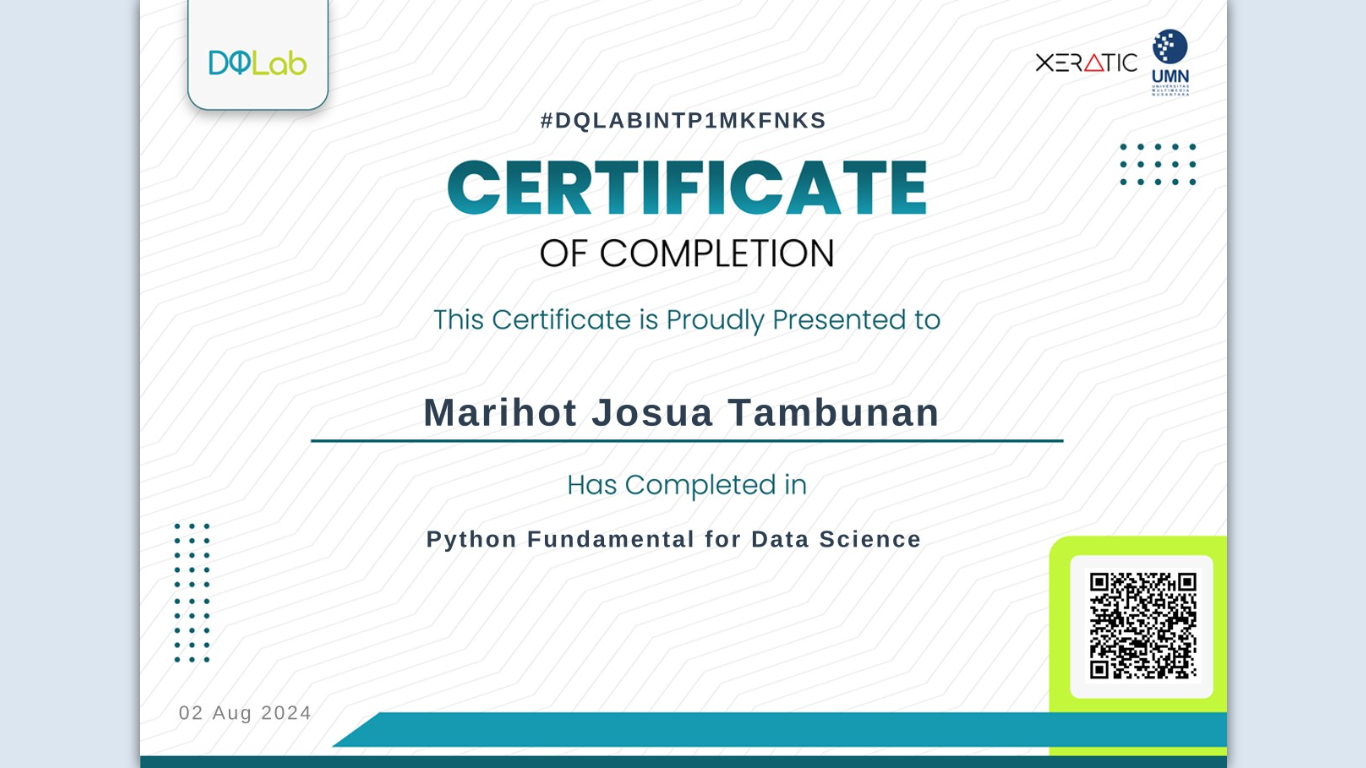 DQLab
XERATIC
UMN
UNIVERSITAS
MULTIMEDIA
NUSANTARA
#DQLABINTP1MKFNKS
CERTIFICATE
OF COMPLETION
This Certificate is Proudly Presented to
Marihot Josua Tambunan
Has Completed in
Python Fundamental for Data Science
02 Aug 2024